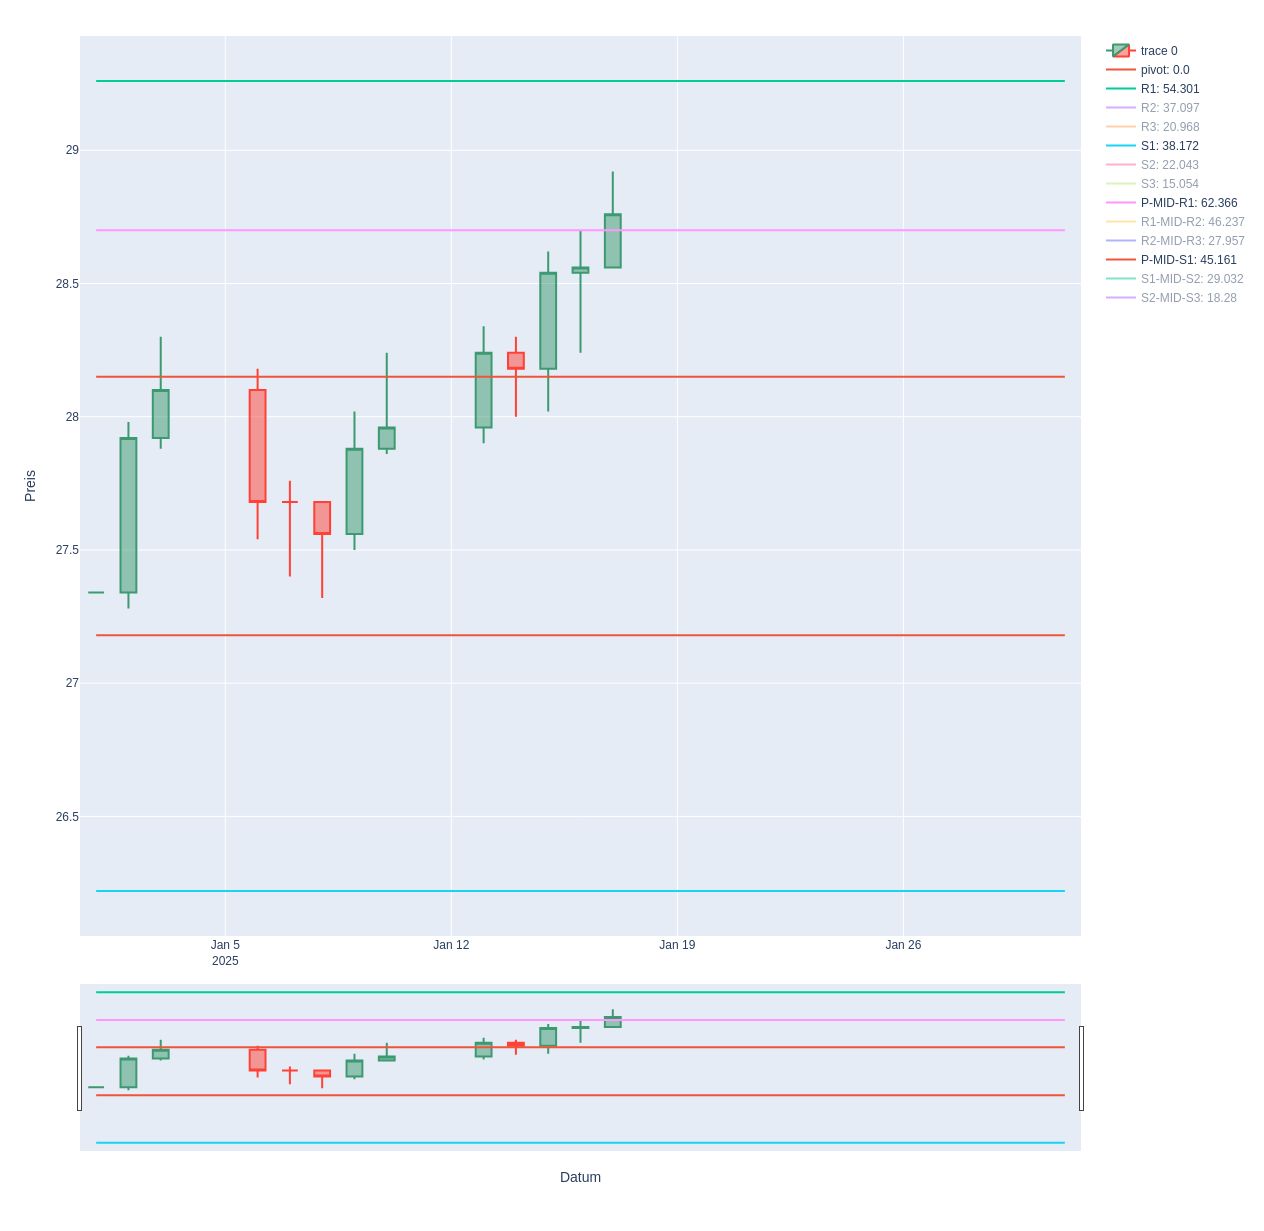 trace 0
pivot: 0.0
R1: 54.301
R2: 37.097
R3: 20.968
S1: 38.172
S2: 22.043
S3: 15.054
P-MID-R1: 62.366
R1-MID-R2: 46.237
R2-MID-R3: 27.957
P-MID-S1: 45.161
S1-MID-S2: 29.032
S2-MID-S3: 18.28
29
28.5
28
27.5
27
26.5
Preis
Jan 5
2025
Jan 12
Jan 19
Jan 26
Datum